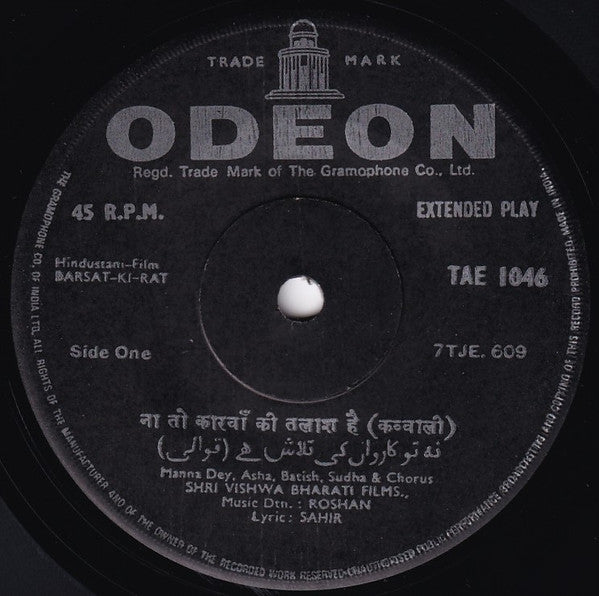 TRADE MARK
ODEON
Regd. Trade Mark of The Gramophone Co., Ltd.
45 R.P.M.
EXTENDED PLAY
Hindustani-Film
BARSAT-KI-RAT
TAE 1046
Side One
7TJE. 609
ना तो कारवाँ की तलाश है (कव्वाली)
نہ تو کارواں کی تلاش ہے (قوالی)
Manna Dey, Asha, Batish, Sudha & Chorus
SHRI VISHWA BHARATI FILMS.,
Music Dtn. : ROSHAN
Lyric : SAHIR
THE GRAMOPHONE CO. OF INDIA LTD. ALL RIGHTS OF THE MANUFACTURER AND OF THE OWNER OF THE RECORDED WORK RESERVED-UNAUTHORISED PUBLIC PERFORMANCE BROADCASTING AND COPYING OF THIS RECORD PROHIBITED. MADE IN INDIA.